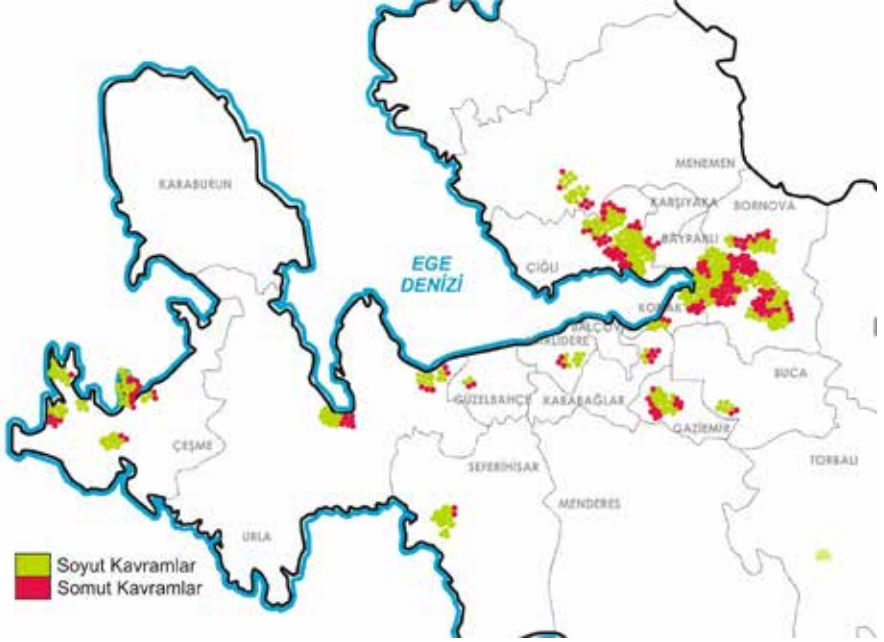 MENEMEN
KARABURUN
KARŞIYAKA
BORNOVA
BAYRAKLI
ÇİĞLİ
EGE
DENİZİ
KONAK
BALÇOVA
BUCA
GÜZELBAHÇE
KARABAĞLAR
GAZİEMİR
ÇEŞME
SEFERİHİSAR
TORBALI
MENDERES
URLA
Soyut Kavramlar
Somut Kavramlar